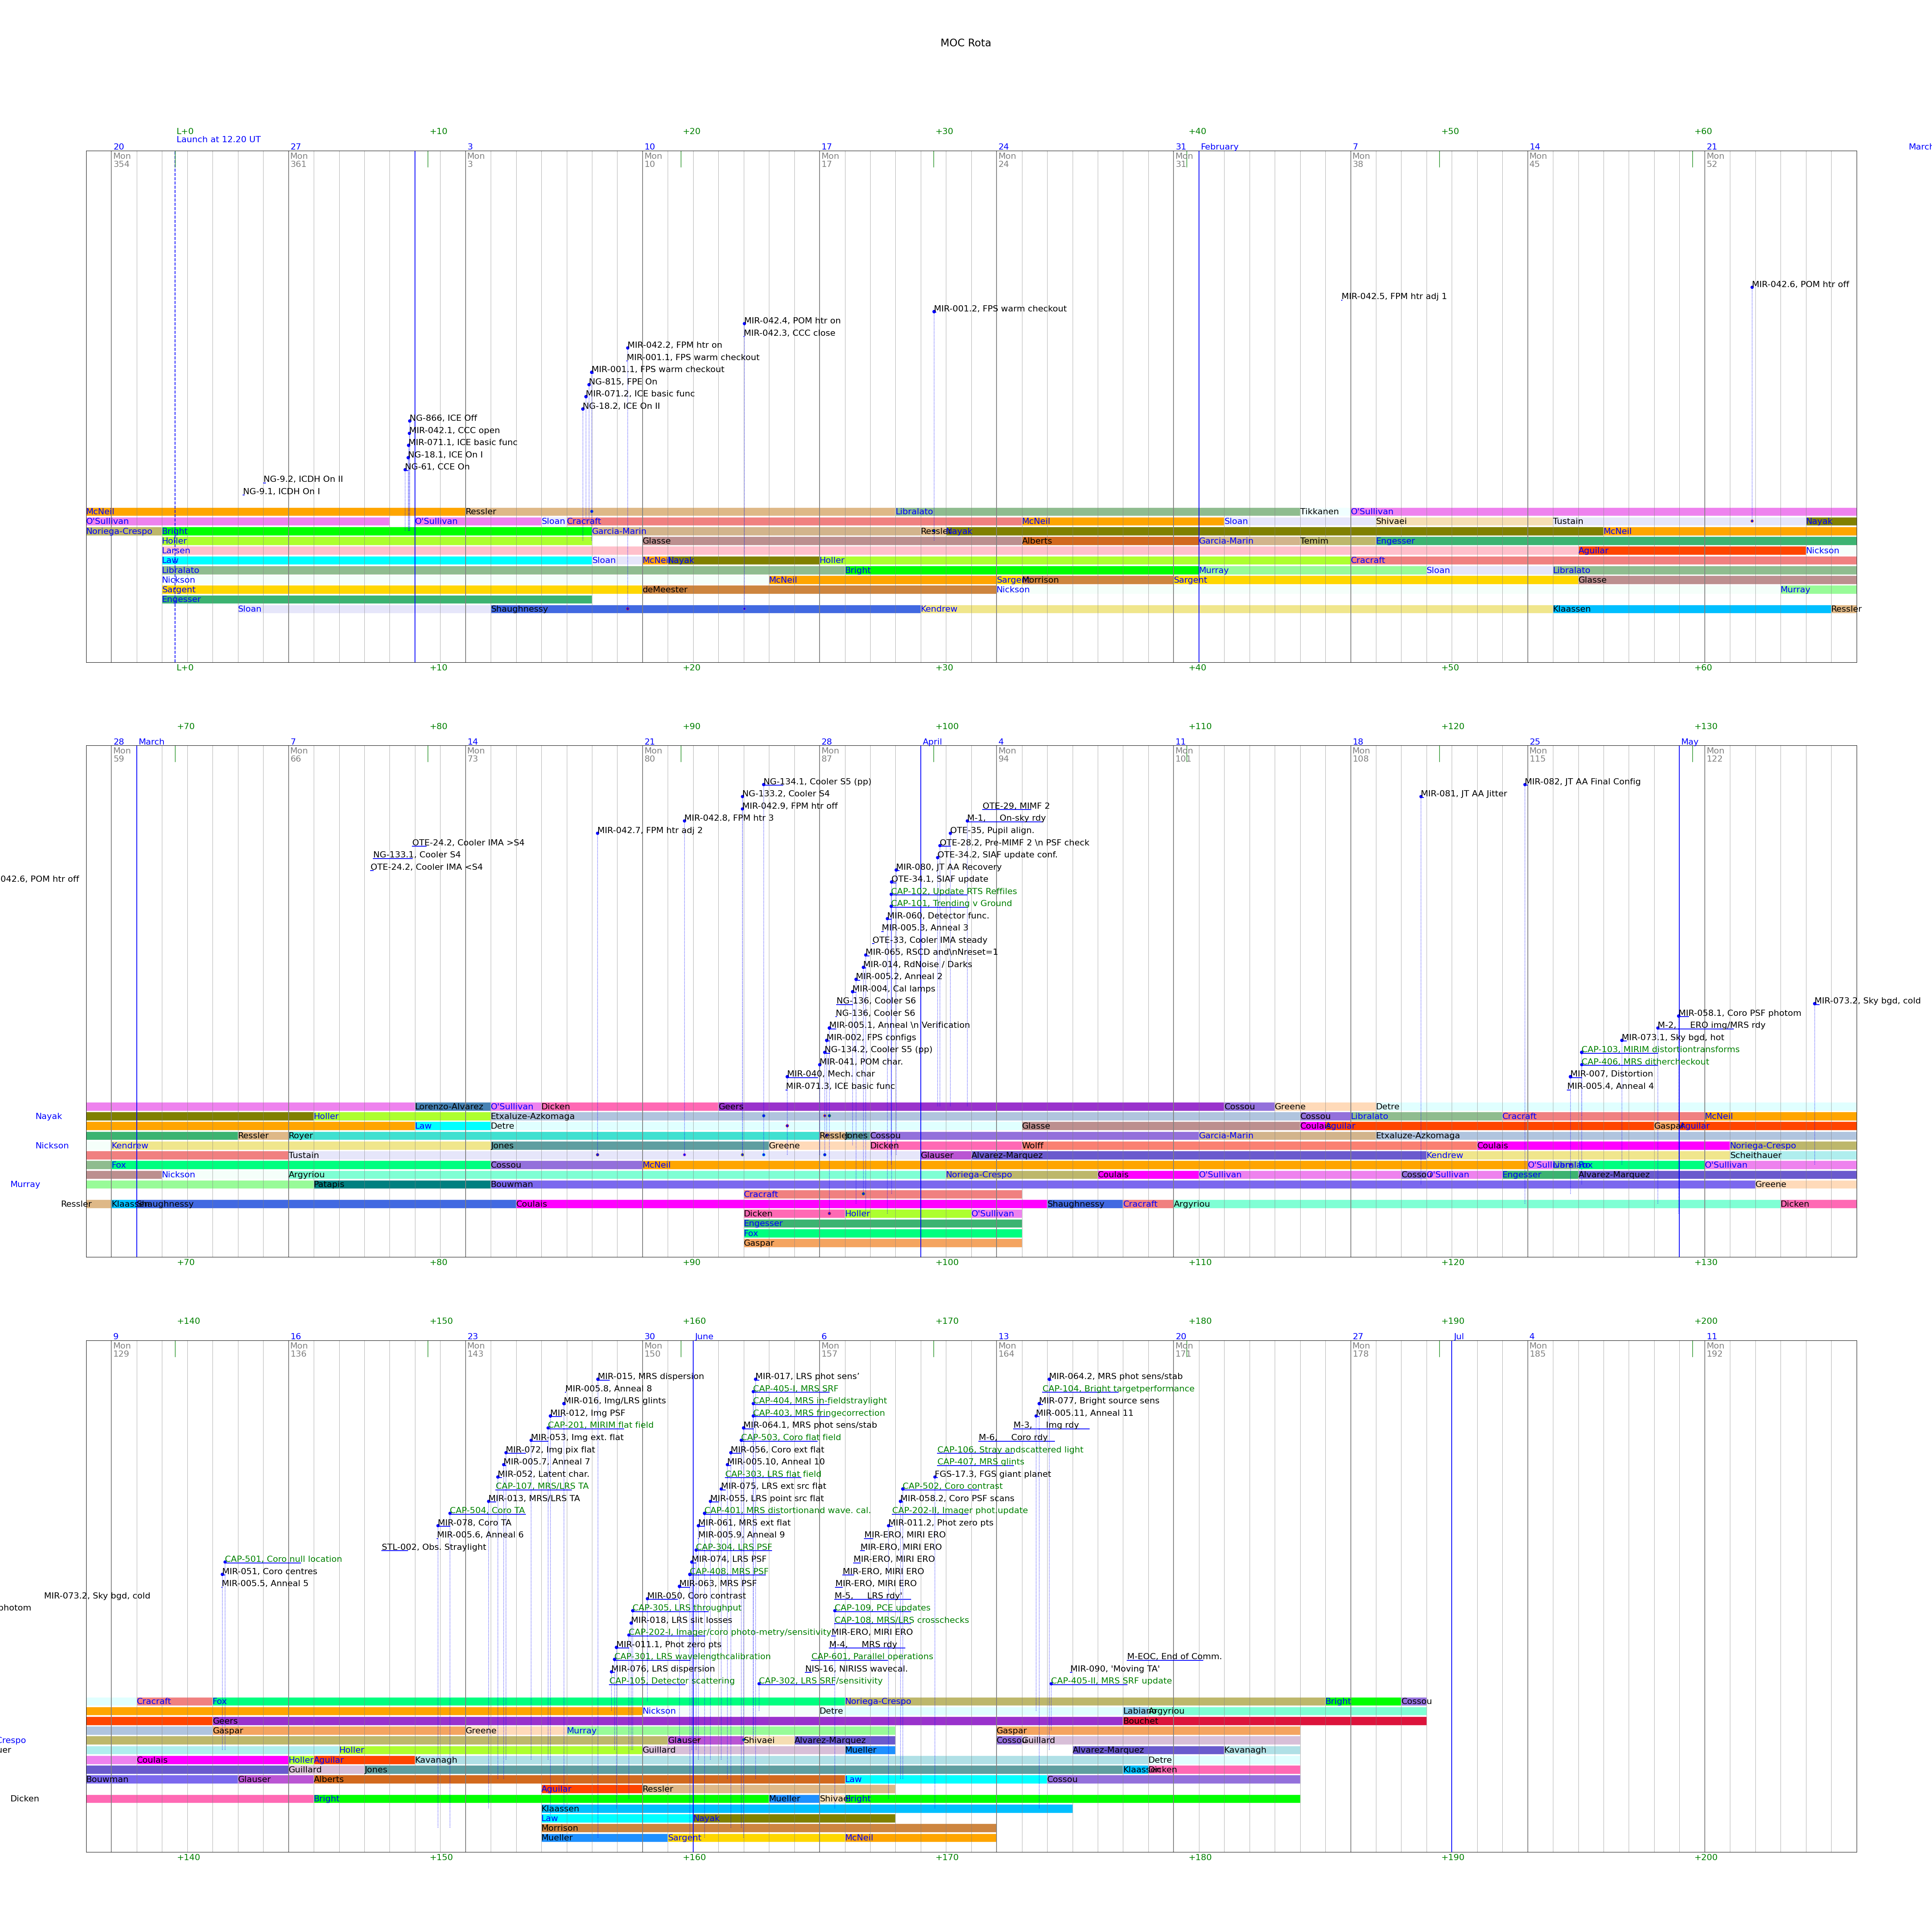 MOC Rota
L+0 +10 +20 +30 +40 +50 +60
Launch at 12.20 UT
20 27 3 10 17 24 31 February 7 14 21 March
Mon Mon Mon Mon Mon Mon Mon Mon Mon Mon
354 361 3 10 17 24 31 38 45 52
MIR-042.6, POM htr off
MIR-042.5, FPM htr adj 1
MIR-001.2, FPS warm checkout
MIR-042.4, POM htr on
MIR-042.3, CCC close
MIR-042.2, FPM htr on
MIR-001.1, FPS warm checkout
MIR-001.1, FPS warm checkout
NG-815, FPE On
MIR-071.2, ICE basic func
NG-18.2, ICE On II
NG-866, ICE Off
MIR-042.1, CCC open
MIR-071.1, ICE basic func
NG-18.1, ICE On I
NG-61, CCE On
NG-9.2, ICDH On II
NG-9.1, ICDH On I
McNeil Ressler Libralato Tikkanen O'Sullivan
O'Sullivan O'Sullivan Sloan Cracraft McNeil Sloan Shivaei Tustain Nayak
Noriega-Crespo Bright Garcia-Marin Ressler Nayak McNeil
Holler Glasse Alberts Garcia-Marin Temim Engesser
Larsen Aguilar Nickson
Law Sloan McNeil Nayak Holler Cracraft
Libralato Bright Murray Sloan Libralato
Nickson McNeil Sargent Morrison Sargent Glasse
Sargent deMeester Nickson Murray
Engesser
Sloan Shaughnessy Kendrew Klaassen Ressler
L+0 +10 +20 +30 +40 +50 +60
+70 +80 +90 +100 +110 +120 +130
28 March 7 14 21 28 April 4 11 18 25 May
Mon Mon Mon Mon Mon Mon Mon Mon Mon Mon
59 66 73 80 87 94 101 108 115 122
NG-134.1, Cooler S5 (pp) MIR-082, JT AA Final Config
NG-133.2, Cooler S4 MIR-081, JT AA Jitter
MIR-042.9, FPM htr off OTE-29, MIMF 2
MIR-042.8, FPM htr 3 M-1, On-sky rdy
MIR-042.7, FPM htr adj 2 OTE-35, Pupil align.
OTE-24.2, Cooler IMA >S4 OTE-28.2, Pre-MIMF 2 \n PSF check
NG-133.1, Cooler S4 OTE-34.2, SIAF update conf.
OTE-24.2, Cooler IMA <S4 MIR-080, JT AA Recovery
042.6, POM htr off OTE-34.1, SIAF update
CAP-102, Update RTS Reffiles
CAP-101, Trending v Ground
MIR-060, Detector func.
MIR-005.3, Anneal 3
OTE-33, Cooler IMA steady
MIR-065, RSCD and\nNreset=1
MIR-014, RdNoise / Darks
MIR-005.2, Anneal 2
MIR-004, Cal lamps
NG-136, Cooler S6 MIR-073.2, Sky bgd, cold
NG-136, Cooler S6 MIR-058.1, Coro PSF photom
MIR-005.1, Anneal \n Verification M-2, ERO img/MRS rdy
MIR-002, FPS configs MIR-073.1, Sky bgd, hot
NG-134.2, Cooler S5 (pp) CAP-103, MIRIM distortiontransforms
MIR-041, POM char. CAP-406, MRS dithercheckout
MIR-040, Mech. char MIR-007, Distortion
MIR-071.3, ICE basic func MIR-005.4, Anneal 4
Lorenzo-Alvarez O'Sullivan Dicken Geers Cossou Greene Detre
Nayak Holler Etxaluze-Azkomaga Cossou Libralato Cracraft McNeil
Law Detre Glasse Coulais Aguilar Gaspar Aguilar
Ressler Royer Ressler Jones Cossou Garcia-Marin Etxaluze-Azkomaga
Nickson Kendrew Jones Greene Dicken Wolff Coulais Noriega-Crespo
Tustain Glauser Alvarez-Marquez Kendrew Scheithauer
Fox Cossou McNeil O'Sullivan Libralato Fox O'Sullivan
Nickson Argyriou Noriega-Crespo Coulais O'Sullivan Cossou O'Sullivan Engesser Alvarez-Marquez
Murray Patapis Bouwman Greene
Cracraft
Ressler Klaassen Shaughnessy Coulais Shaughnessy Cracraft Argyriou Dicken
Dicken Holler O'Sullivan
Engesser
Fox
Gaspar
+70 +80 +90 +100 +110 +120 +130
+140 +150 +160 +170 +180 +190 +200
9 16 23 30 June 6 13 20 27 Jul 4 11
Mon Mon Mon Mon Mon Mon Mon Mon Mon Mon
129 136 143 150 157 164 171 178 185 192
MIR-015, MRS dispersion MIR-017, LRS phot sens' MIR-064.2, MRS phot sens/stab
MIR-005.8, Anneal 8 CAP-405-I, MRS SRF CAP-104, Bright targetperformance
MIR-016, Img/LRS glints CAP-404, MRS in-fieldstraylight MIR-077, Bright source sens
MIR-012, Img PSF CAP-403, MRS fringecorrection MIR-005.11, Anneal 11
CAP-201, MIRIM flat field MIR-064.1, MRS phot sens/stab M-3, Img rdy
MIR-053, Img ext. flat CAP-503, Coro flat field M-6, Coro rdy
MIR-072, Img pix flat MIR-056, Coro ext flat CAP-106, Stray andscattered light
MIR-005.7, Anneal 7 MIR-005.10, Anneal 10 CAP-407, MRS glints
MIR-052, Latent char. CAP-303, LRS flat field FGS-17.3, FGS giant planet
CAP-107, MRS/LRS TA MIR-075, LRS ext src flat CAP-502, Coro contrast
MIR-013, MRS/LRS TA MIR-055, LRS point src flat MIR-058.2, Coro PSF scans
CAP-504, Coro TA CAP-401, MRS distortionand wave. cal. CAP-202-II, Imager phot update
MIR-078, Coro TA MIR-061, MRS ext flat MIR-011.2, Phot zero pts
MIR-005.6, Anneal 6 MIR-005.9, Anneal 9 MIR-ERO, MIRI ERO
STL-002, Obs. Straylight CAP-304, LRS PSF MIR-ERO, MIRI ERO
CAP-501, Coro null location MIR-074, LRS PSF MIR-ERO, MIRI ERO
MIR-051, Coro centres CAP-408, MRS PSF MIR-ERO, MIRI ERO
MIR-005.5, Anneal 5 MIR-063, MRS PSF MIR-ERO, MIRI ERO
MIR-073.2, Sky bgd, cold MIR-050, Coro contrast M-5, LRS rdy'
photom CAP-305, LRS throughput CAP-109, PCE updates
MIR-018, LRS slit losses CAP-108, MRS/LRS crosschecks
CAP-202-I, Imager/coro photo-metry/sensitivity MIR-ERO, MIRI ERO
MIR-011.1, Phot zero pts M-4, MRS rdy
CAP-301, LRS wavelengthcalibration CAP-601, Parallel operations M-EOC, End of Comm.
MIR-076, LRS dispersion NIS-16, NIRISS wavecal. MIR-090, 'Moving TA'
CAP-105, Detector scattering CAP-302, LRS SRF/sensitivity CAP-405-II, MRS SRF update
Cracraft Fox Noriega-Crespo Bright Cossou
Nickson Detre Labiano Argyriou
Geers Bouchet
Gaspar Greene Murray Gaspar
Crespo Glauser Shivaei Alvarez-Marquez Cossou Guillard
uer Holler Guillard Mueller Alvarez-Marquez Kavanagh
Coulais Holler Aguilar Kavanagh Detre
Guillard Jones Klaassen Dicken
Bouwman Glauser Alberts Law Cossou
Aguilar Ressler
Dicken Bright Mueller Shivaei Bright
Klaassen
Law Nayak
Morrison
Mueller Sargent McNeil
+140 +150 +160 +170 +180 +190 +200